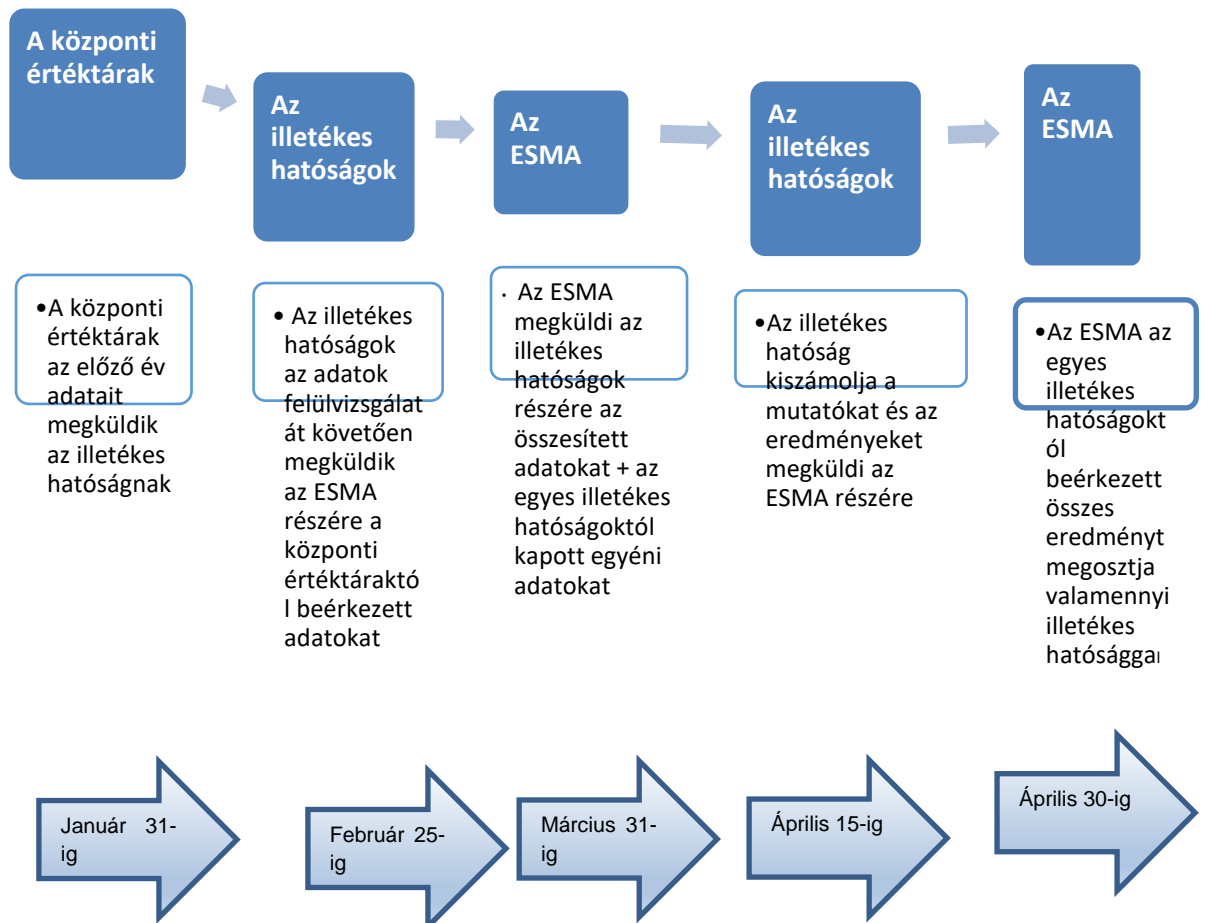 A központi
értéktárak
Az
illetékes
hatóságok
Az
ESMA
Az
illetékes
hatóságok
Az
ESMA
•A központi
értéktárak
az előző év
adatait
megküldik
az illetékes
hatóságnak
• Az illetékes
hatóságok
az adatok
felülvizsgálat
át követően
megküldik
az ESMA
részére a
központi
értéktáraktó
l beérkezett
adatokat
· Az ESMA
megküldi az
illetékes
hatóságok
részére az
összesített
adatokat + az
egyes illetékes
hatóságoktól
kapott egyéni
adatokat
•Az illetékes
hatóság
kiszámolja a
mutatókat és az
eredményeket
megküldi az
ESMA részére
•Az ESMA az
egyes
illetékes
hatóságokt
ól
beérkezett
összes
eredményt
megosztja
valamennyi
illetékes
hatósággal
Január 31-
ig
Február 25-
ig
Március 31-
ig
Április 15-ig
Április 30-ig